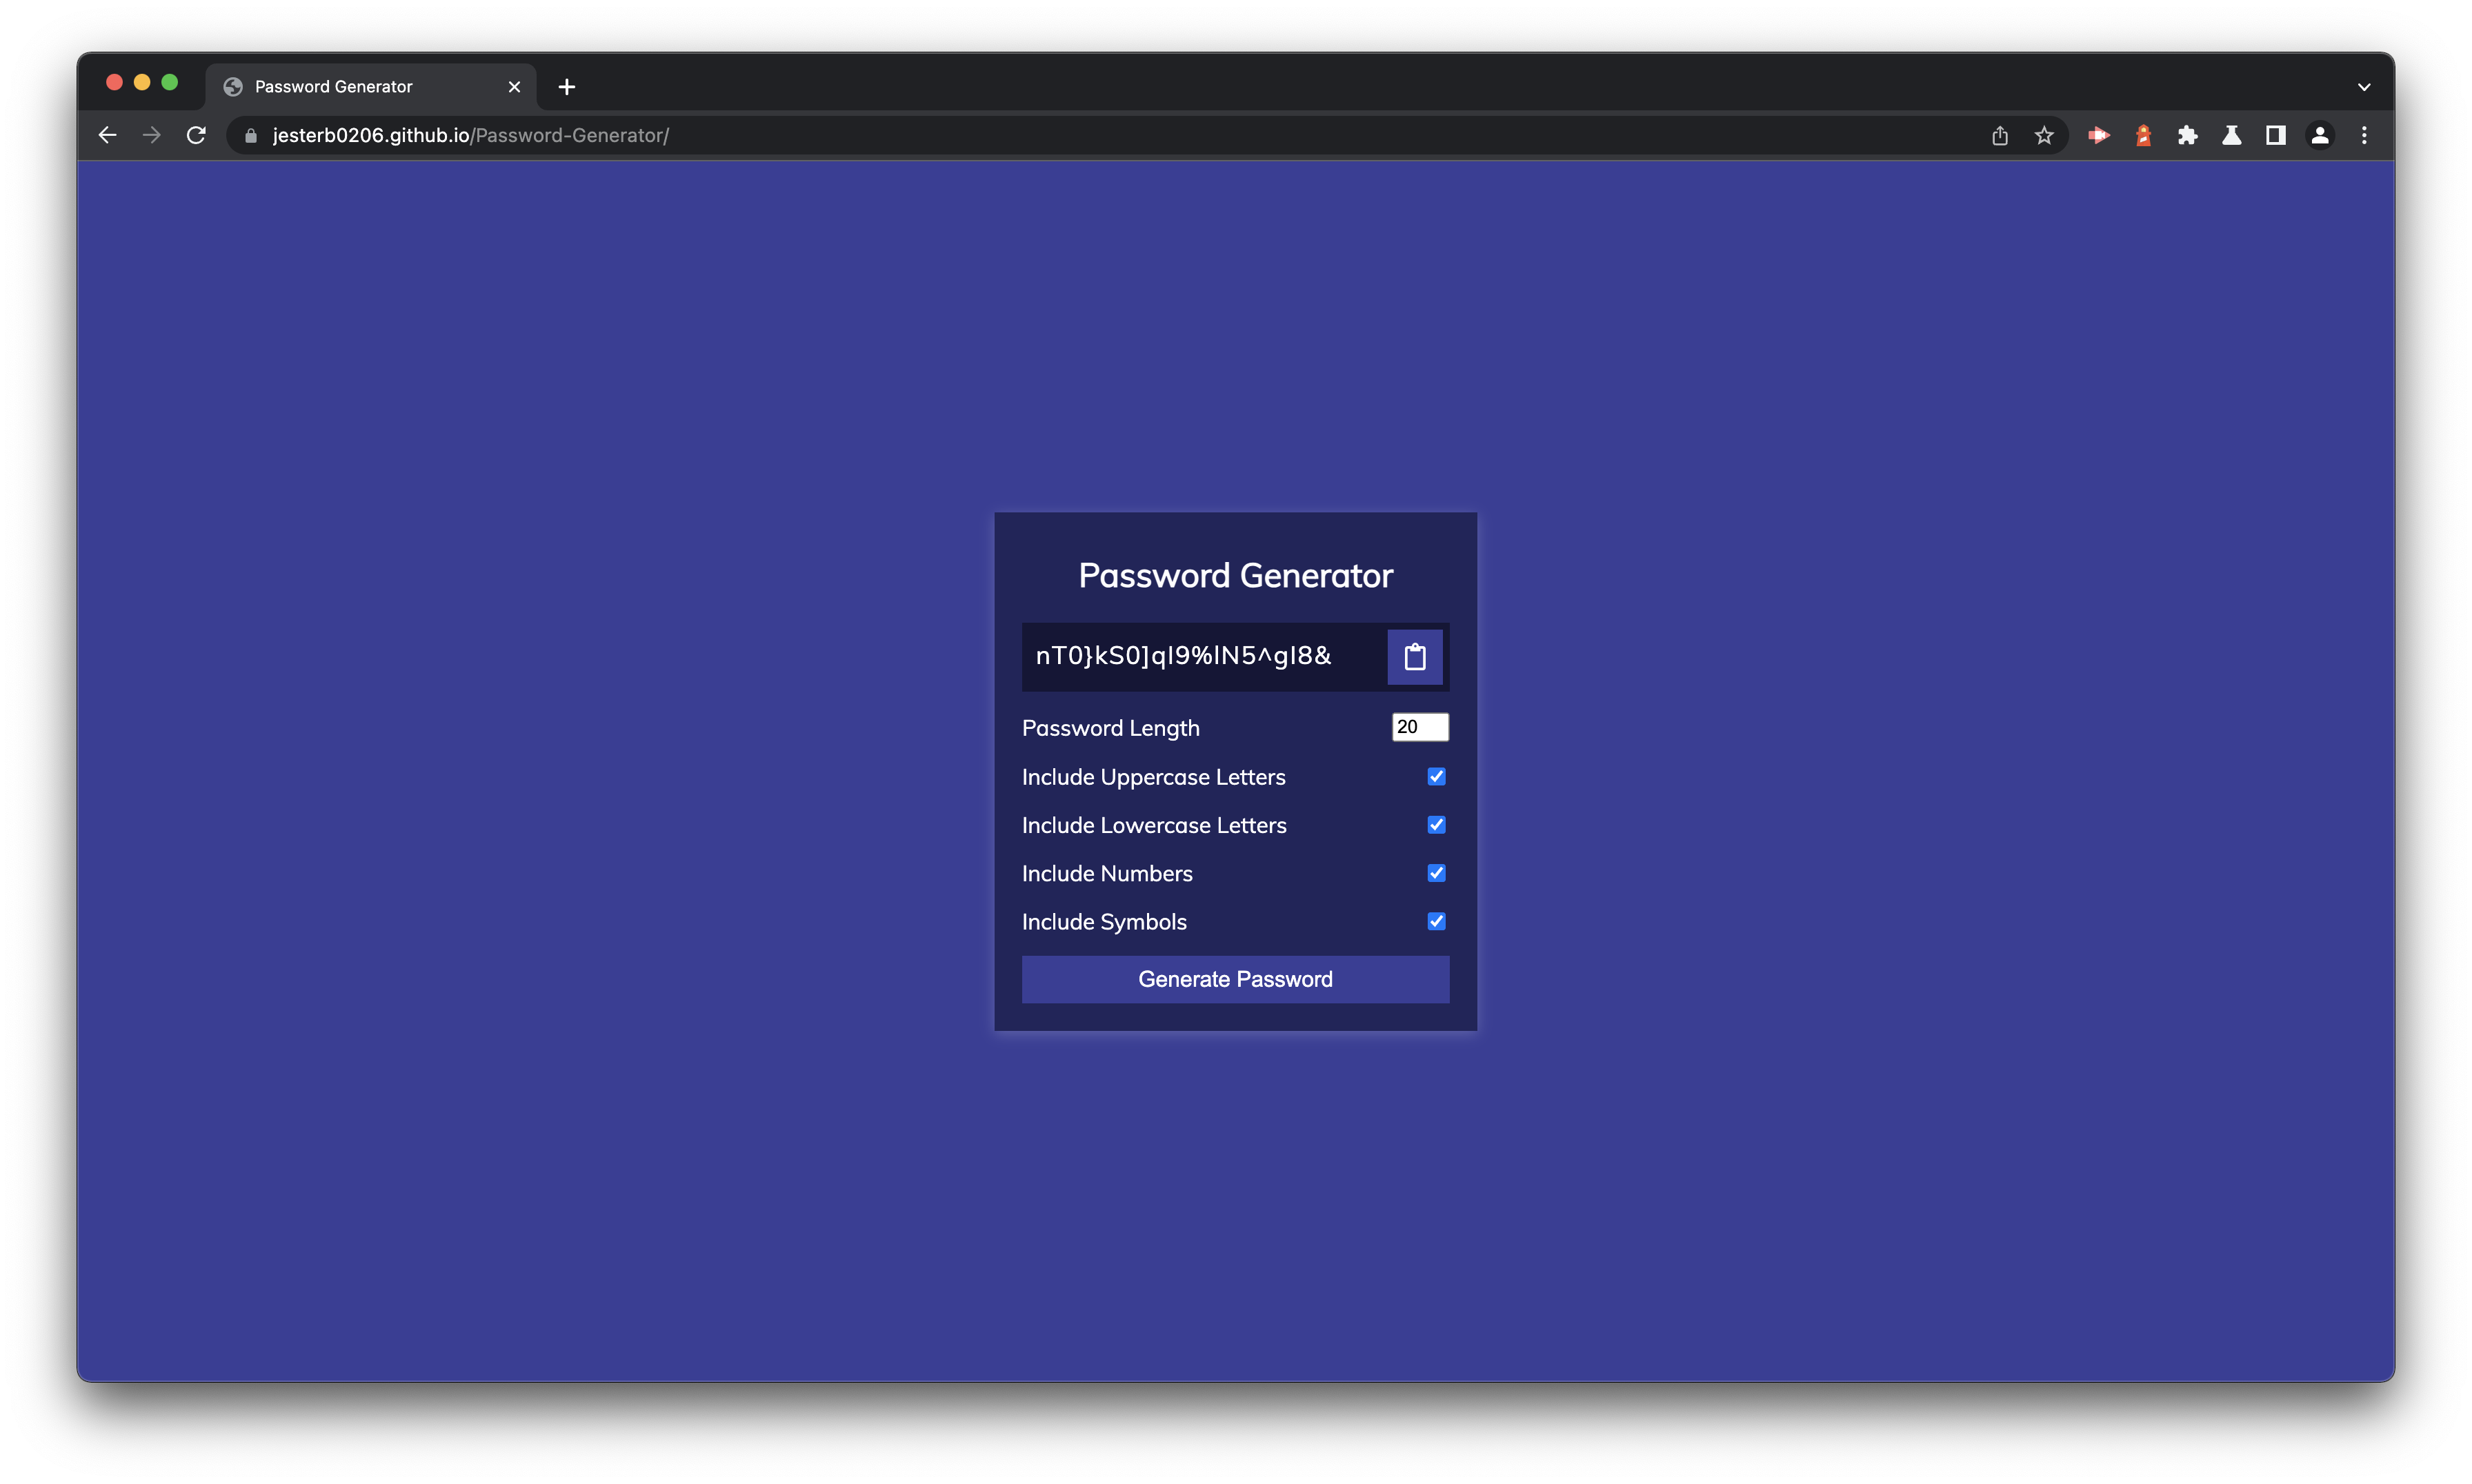 Password Generator
jesterb0206.github.io/Password-Generator/
Password Generator
nT0}kS0]qI9%lN5^gI8&
Password Length
20
Include Uppercase Letters
Include Lowercase Letters
Include Numbers
Include Symbols
Generate Password